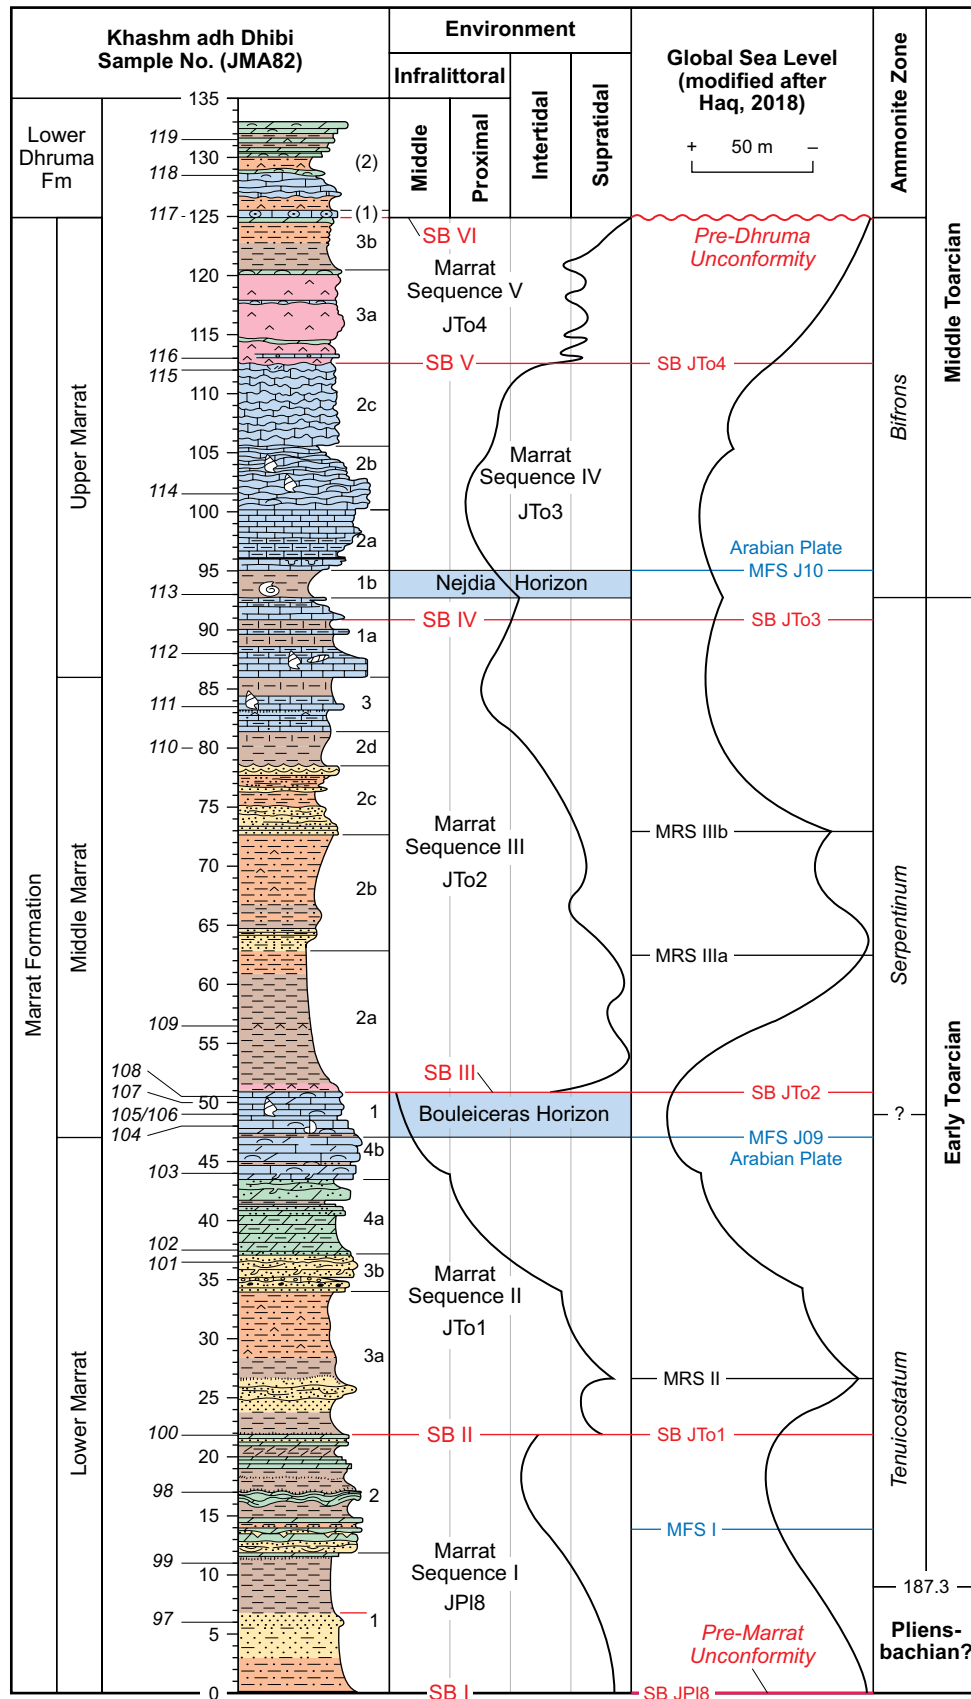 Khashm adh Dhibi
Sample No. (JMA82)
Environment
Infralittoral
Middle
Proximal
Intertidal
Supratidal
Global Sea Level
(modified after
Haq, 2018)
+ 50 m –
Ammonite Zone
135
Lower
Dhruma
Fm
119
130
118
(2)
117
125
(1)
SB VI
Pre-Dhruma
Unconformity
3b
120
Marrat
Sequence V
JTo4
3a
115
116
SB V
SB JTo4
115
110
2c
105
2b
Marrat
Sequence IV
JTo3
114
100
2a
Arabian Plate
95
MFS J10
1b
Nejdia Horizon
113
SB IV
SB JTo3
90
1a
112
85
3
111
110
80
2d
2c
75
MRS IIIb
Marrat
Sequence III
JTo2
70
2b
65
MRS IIIa
60
2a
109
55
108
SB III
SB JTo2
107
50
105/106
1
Bouleiceras Horizon
?
104
MFS J09
Arabian Plate
4b
45
103
4a
40
102
101
3b
35
Marrat
Sequence II
JTo1
30
3a
MRS II
25
100
SB II
SB JTo1
20
98
2
15
MFS I
99
Marrat
Sequence I
JPl8
10
187.3
97
1
5
Pre-Marrat
Unconformity
0
SB I
SB JPl8
Marrat Formation
Upper Marrat
Middle Marrat
Lower Marrat
Bifrons
Serpentinum
Tenuicostatum
Middle Toarcian
Early Toarcian
Pliens-
bachian?